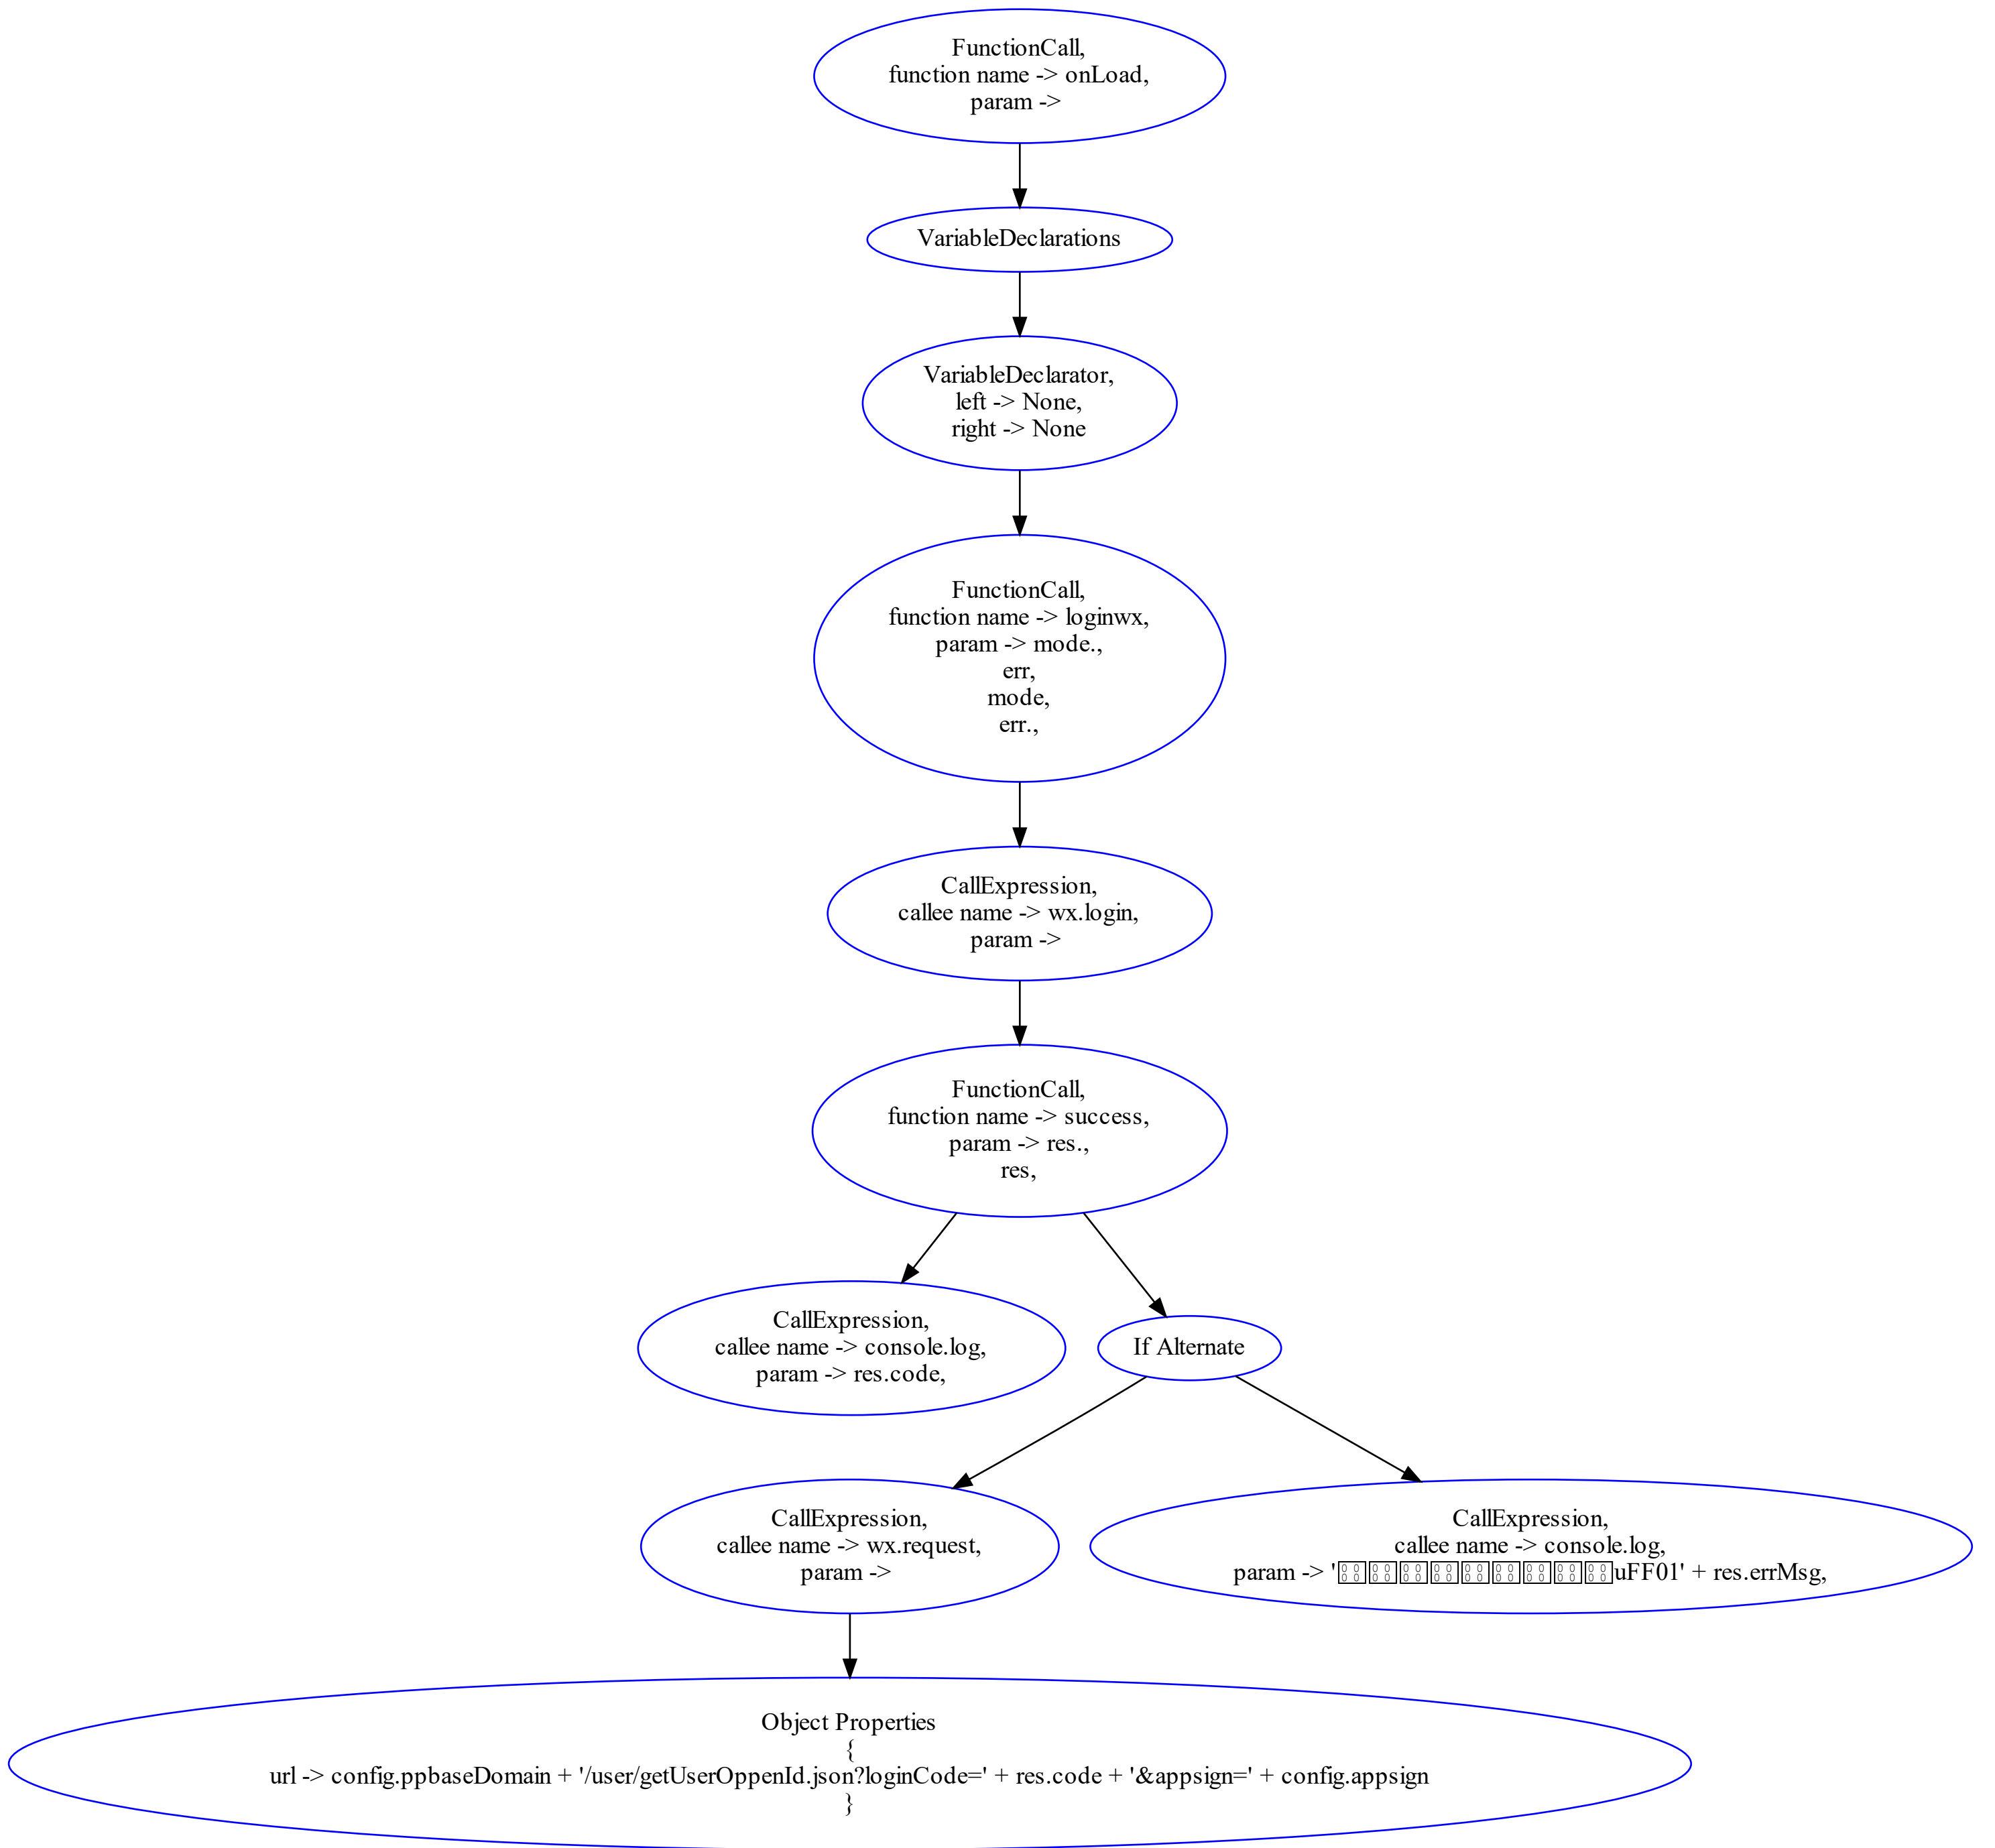 FunctionCall,
function name -> onLoad,
param ->
VariableDeclarations
VariableDeclarator,
left -> None,
right -> None
FunctionCall,
function name -> loginwx,
param -> mode.,
err,
mode,
err.,
CallExpression,
callee name -> wx.login,
param ->
FunctionCall,
function name -> success,
param -> res.,
res,
CallExpression,
callee name -> console.log,
param -> res.code,
If Alternate
CallExpression,
callee name -> wx.request,
param ->
CallExpression,
callee name -> console.log,
param -> 'uFF01' + res.errMsg,
Object Properties
{
url -> config.ppbaseDomain + '/user/getUserOppenId.json?loginCode=' + res.code + '&appsign=' + config.appsign
}